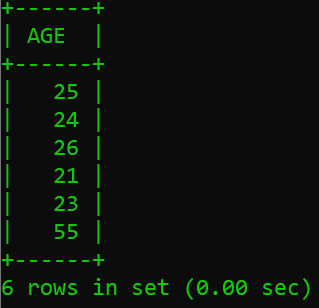 +------+
| AGE  |
+------+
|   25 |
|   24 |
|   26 |
|   21 |
|   23 |
|   55 |
+------+
6 rows in set (0.00 sec)